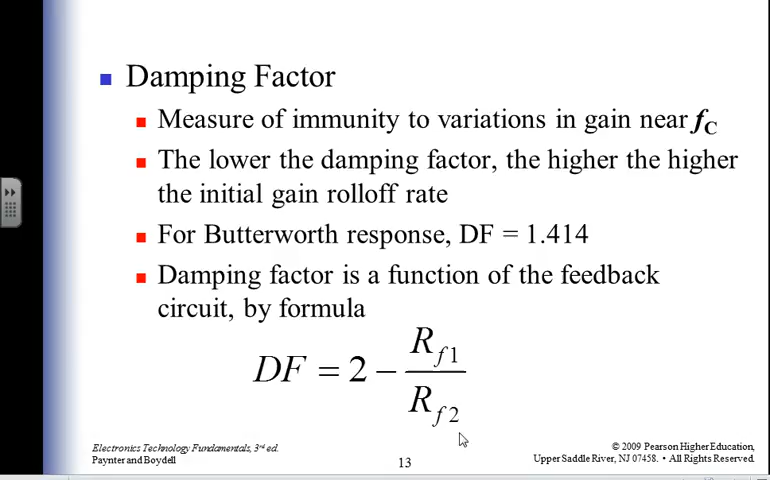 Damping Factor
Measure of immunity to variations in gain near fC
The lower the damping factor, the higher the higher
the initial gain rolloff rate
For Butterworth response, DF = 1.414
Damping factor is a function of the feedback
circuit, by formula
DF = 2 − Rf1 / Rf2
Electronics Technology Fundamentals, 3rd ed.
Paynter and Boydell
13
© 2009 Pearson Higher Education,
Upper Saddle River, NJ 07458. • All Rights Reserved.